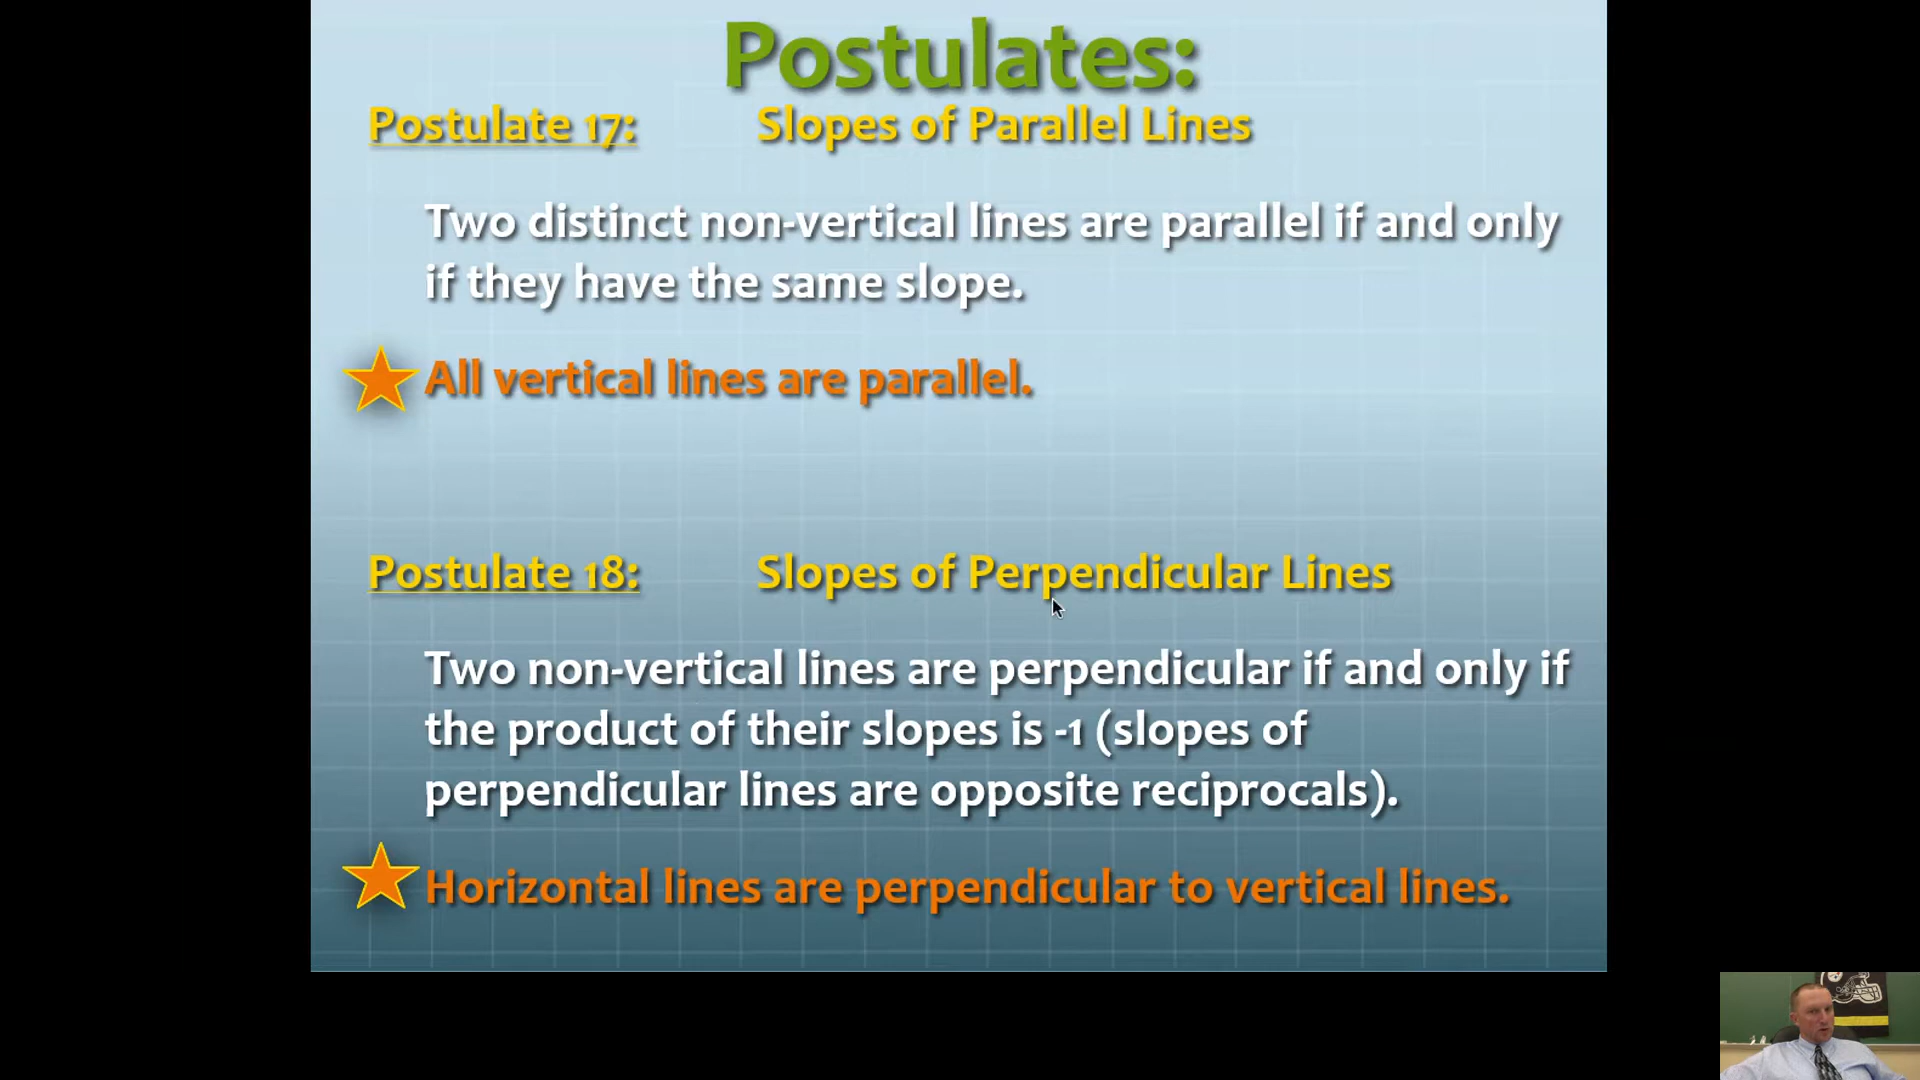 Postulates:
Postulate 17: Slopes of Parallel Lines
Two distinct non-vertical lines are parallel if and only
if they have the same slope.
All vertical lines are parallel.
Postulate 18: Slopes of Perpendicular Lines
Two non-vertical lines are perpendicular if and only if
the product of their slopes is -1 (slopes of
perpendicular lines are opposite reciprocals).
Horizontal lines are perpendicular to vertical lines.